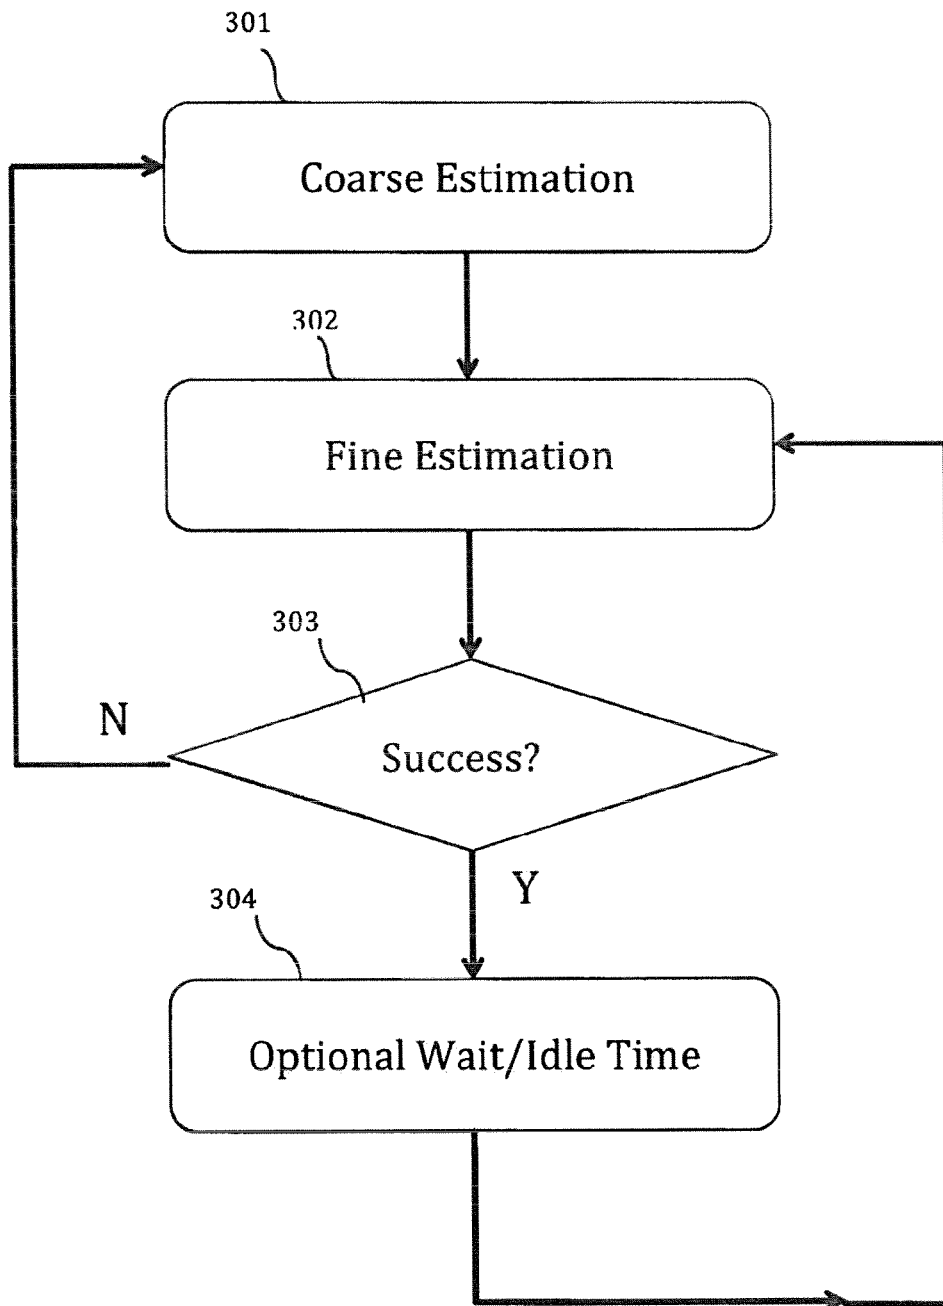 301
Coarse Estimation
302
Fine Estimation
303
N
Success?
Y
304
Optional Wait/Idle Time